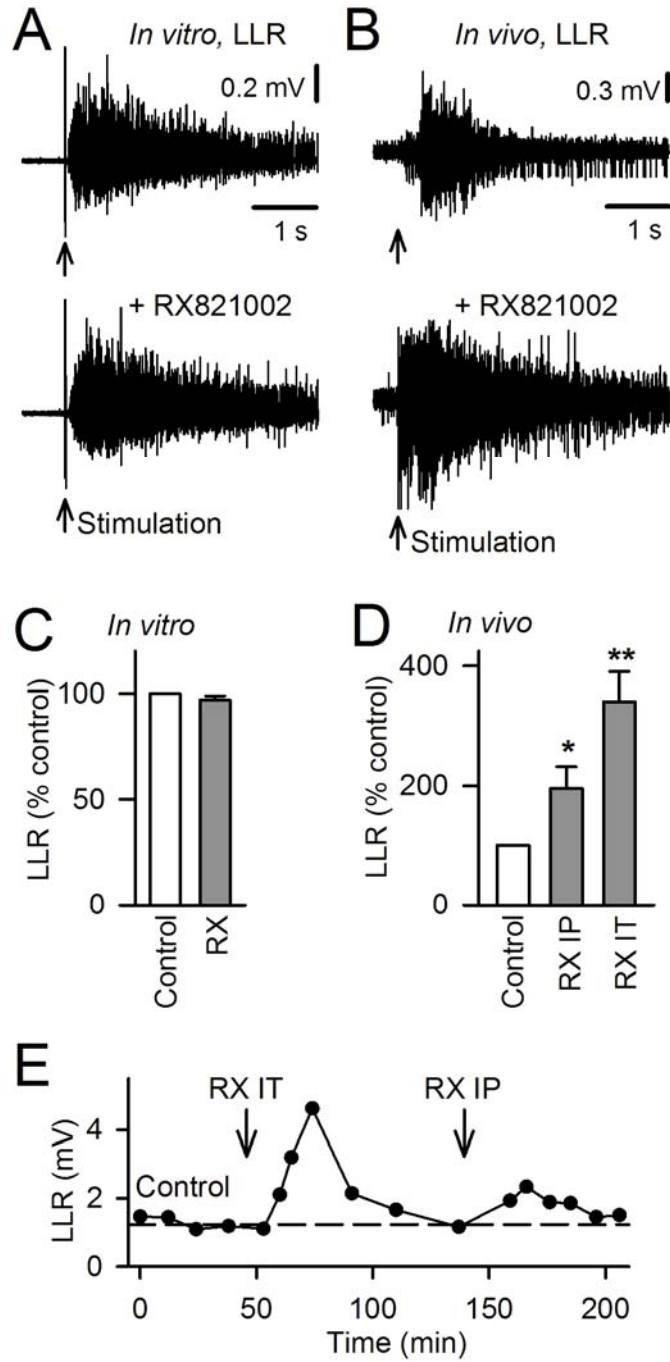 A
In vitro, LLR
0.2 mV
1 s
+ RX821002
Stimulation
B
In vivo, LLR
0.3 mV
1 s
+ RX821002
Stimulation
C
In vitro
LLR (% control)
100
50
0
Control
RX
D
In vivo
LLR (% control)
400
200
0
*
**
Control
RX IP
RX IT
E
RX IT
RX IP
Control
LLR (mV)
4
2
0
0
50
100
150
200
Time (min)